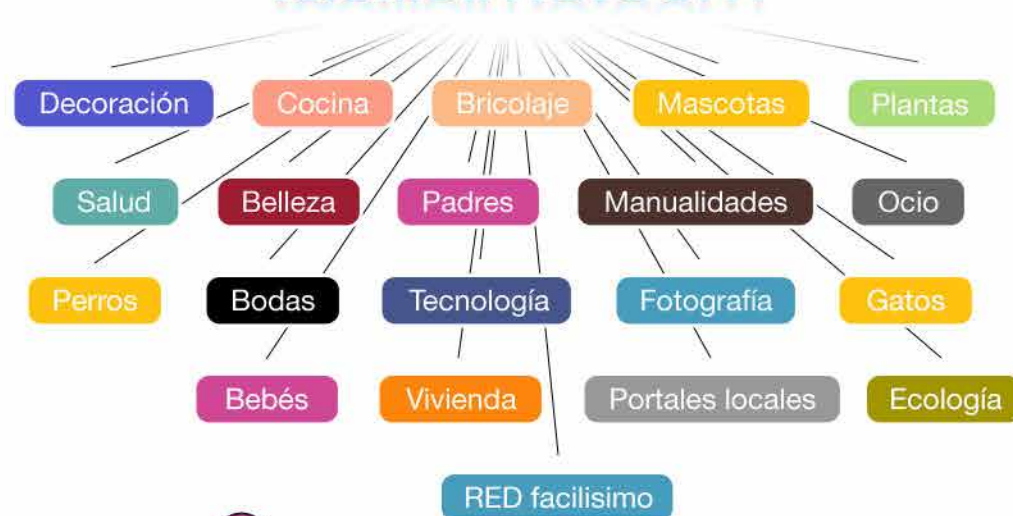 Decoración Cocina Bricolaje Mascotas Plantas
Salud Belleza Padres Manualidades Ocio
Perros Bodas Tecnología Fotografía Gatos
Bebés Vivienda Portales locales Ecología
RED facilisimo